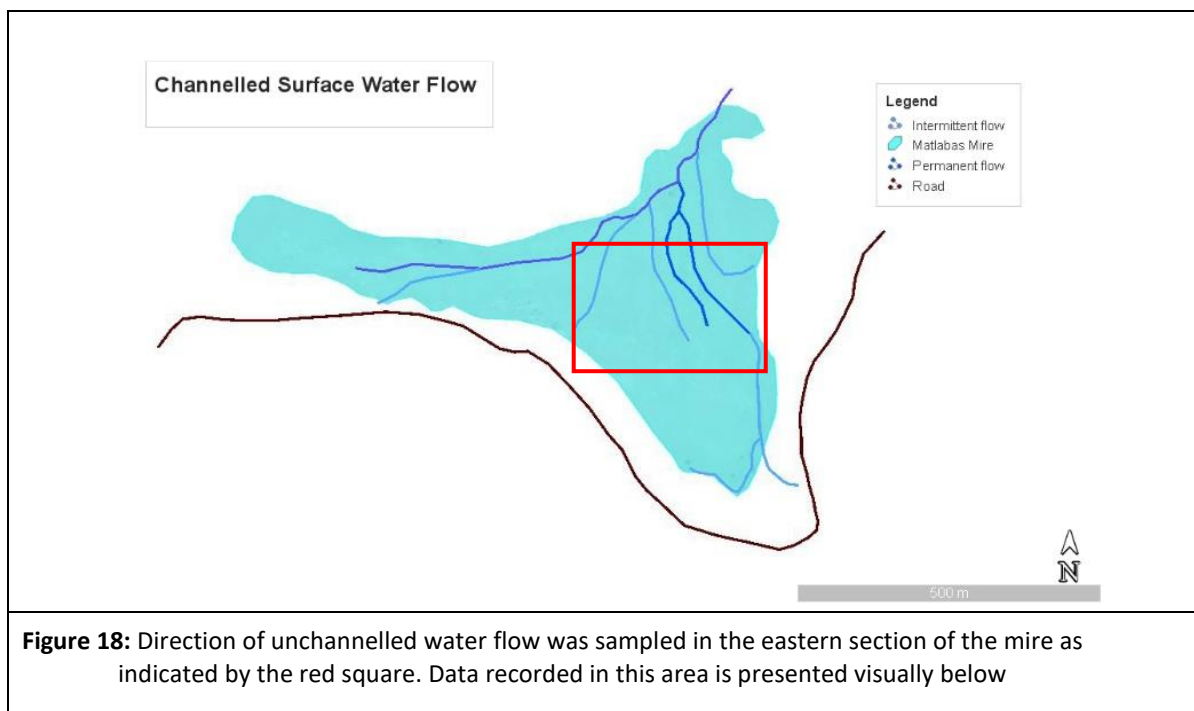 Channelled Surface Water Flow
Legend
Intermittent flow
Matlabas Mire
Permanent flow
Road
N
500 m
Figure 18: Direction of unchannelled water flow was sampled in the eastern section of the mire as
indicated by the red square. Data recorded in this area is presented visually below